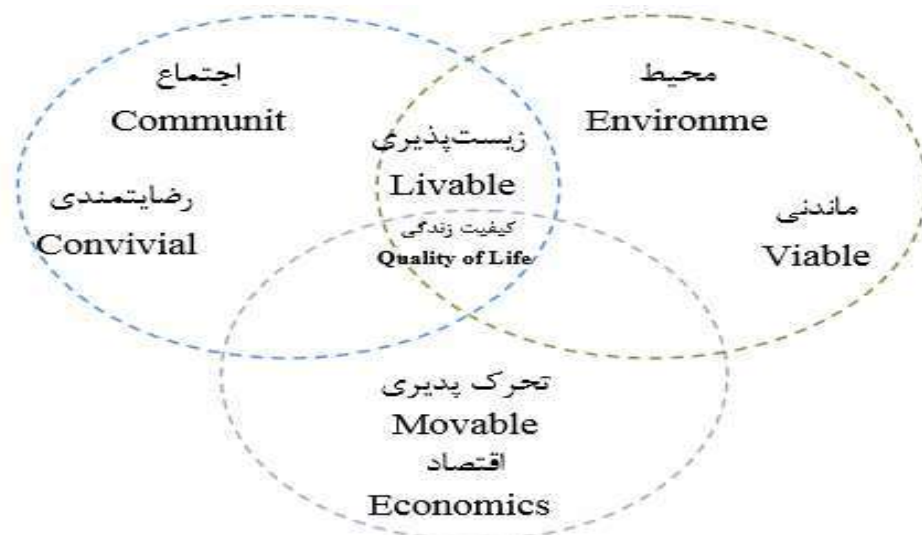 اجتماع
Communit
محیط
Environme
زیست‌پذیری
Livable
رضایتمندی
Convivial
ماندنی
Viable
کیفیت زندگی
Quality of Life
تحرک پدیری
Movable
اقتصاد
Economics